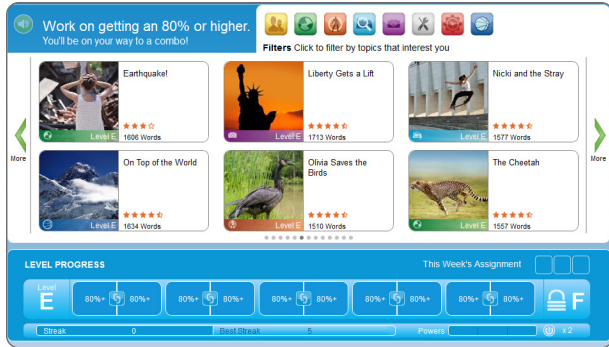 Work on getting an 80% or higher.
You'll be on your way to a combo!
Filters Click to filter by topics that interest you
Earthquake!
Level E
1606 Words
Liberty Gets a Lift
Level E
1713 Words
Nicki and the Stray
Level E
1577 Words
More
More
On Top of the World
Level E
1634 Words
Olivia Saves the
Birds
Level E
1510 Words
The Cheetah
Level E
1557 Words
LEVEL PROGRESS
This Week's Assignment
Level
E
80%+ 80%+
80%+ 80%+
80%+ 80%+
80%+ 80%+
80%+ 80%+
F
Streak 0
Best Streak 5
Powers
x2